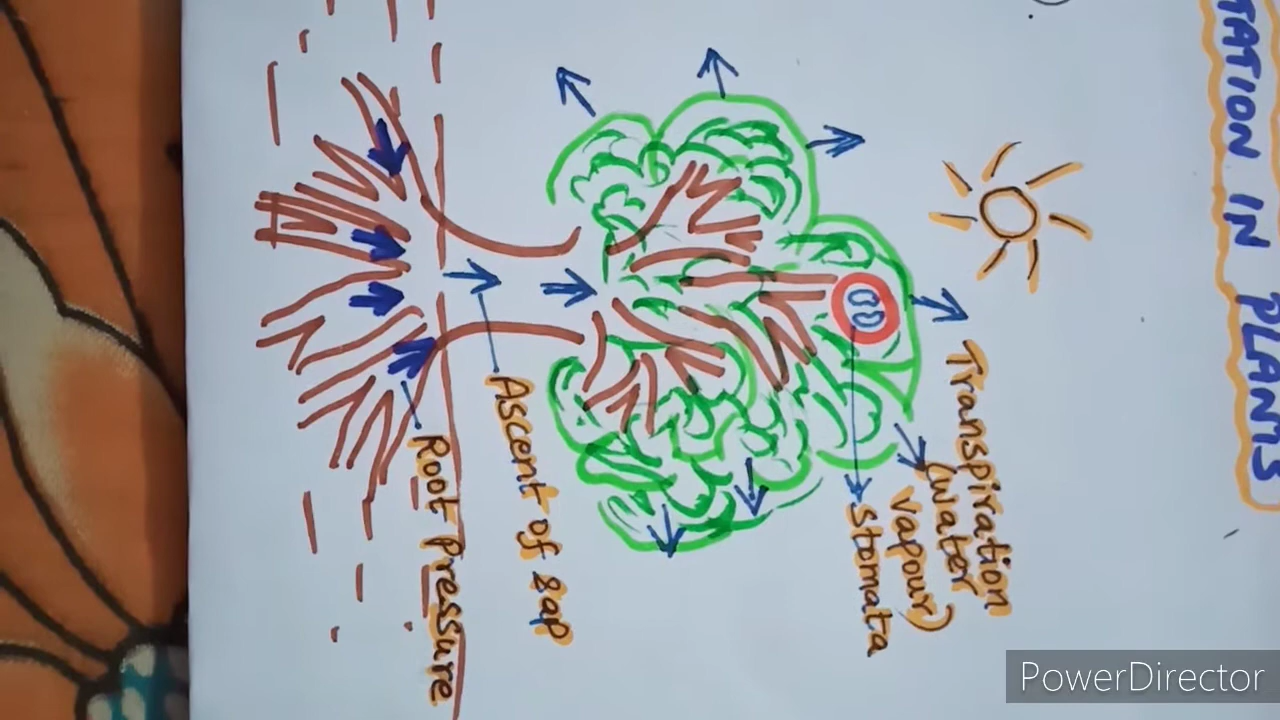 TATION IN PLANTS
Transpiration
(water
vapour)
stomata
Ascent of sap
Root Pressure
PowerDirector